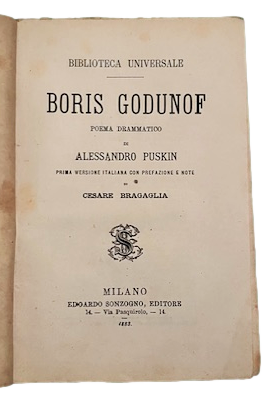 BIBLIOTECA UNIVERSALE
BORIS GODUNOF
POEMA DRAMMATICO
DI
ALESSANDRO PUSKIN
PRIMA VERSIONE ITALIANA CON PREFAZIONE E NOTE
DI
CESARE BRAGAGLIA
MILANO
EDOARDO SONZOGNO, EDITORE
14. — Via Pasquirolo, — 14.